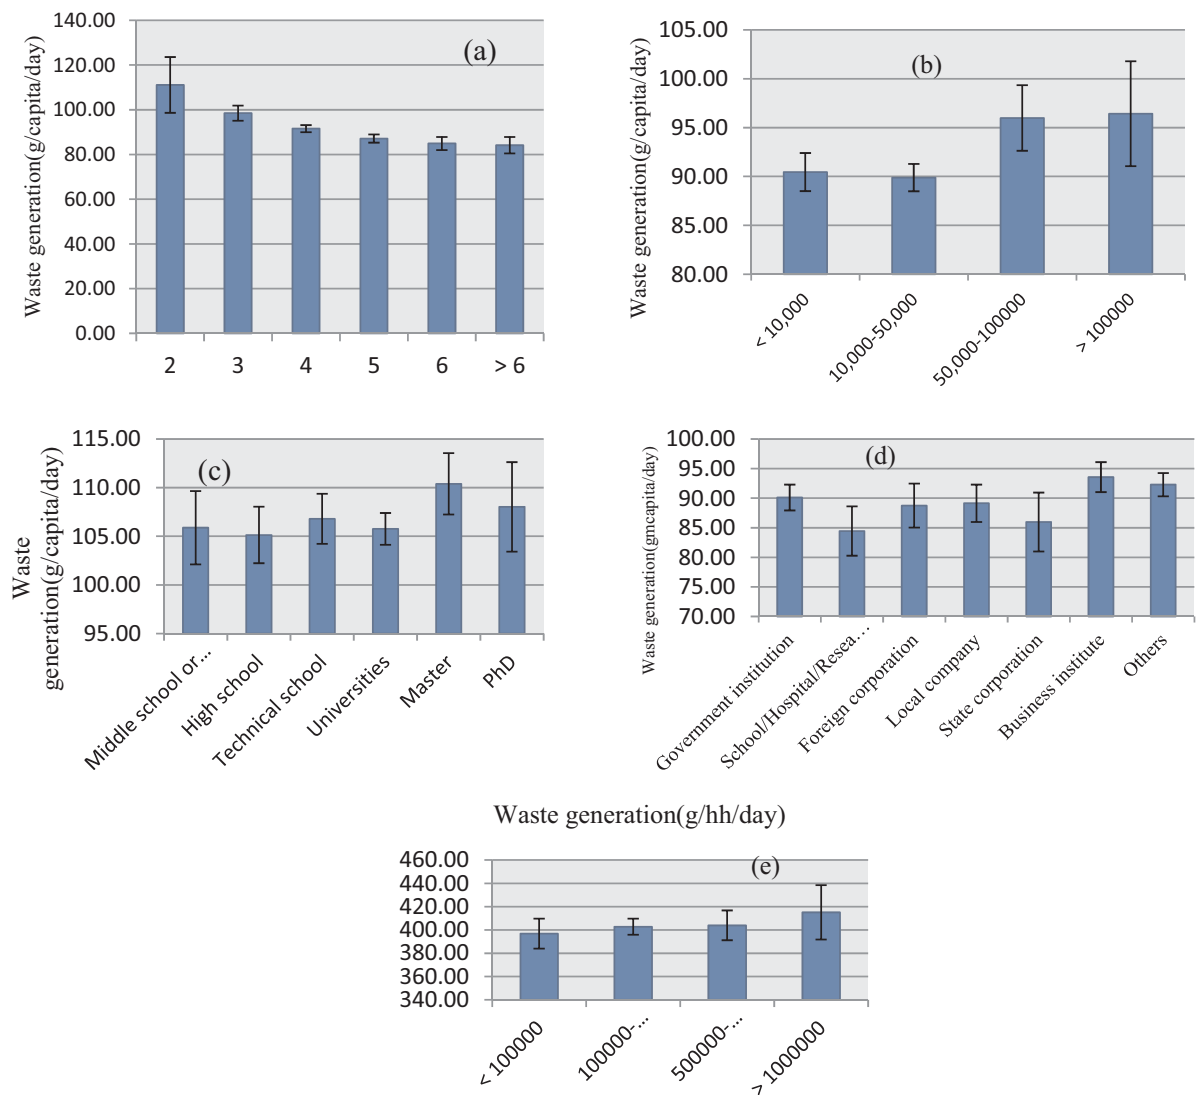 Waste generation(g/capita/day)
140.00
120.00
100.00
80.00
60.00
40.00
20.00
0.00
(a)
2 3 4 5 6 > 6
Waste generation(g/capita/day)
105.00
100.00
95.00
90.00
85.00
80.00
(b)
< 10,000
10,000-50,000
50,000-100000
> 100000
Waste
generation(g/capita/day)
115.00
110.00
105.00
100.00
95.00
(c)
Middle school or...
High school
Technical school
Universities
Master
PhD
Waste generation(gmcapita/day)
100.00
95.00
90.00
85.00
80.00
75.00
70.00
(d)
Government institution
School/Hospital/Resea...
Foreign corporation
Local company
State corporation
Business institute
Others
Waste generation(g/hh/day)
460.00
440.00
420.00
400.00
380.00
360.00
340.00
(e)
< 100000
100000-...
500000-...
> 1000000